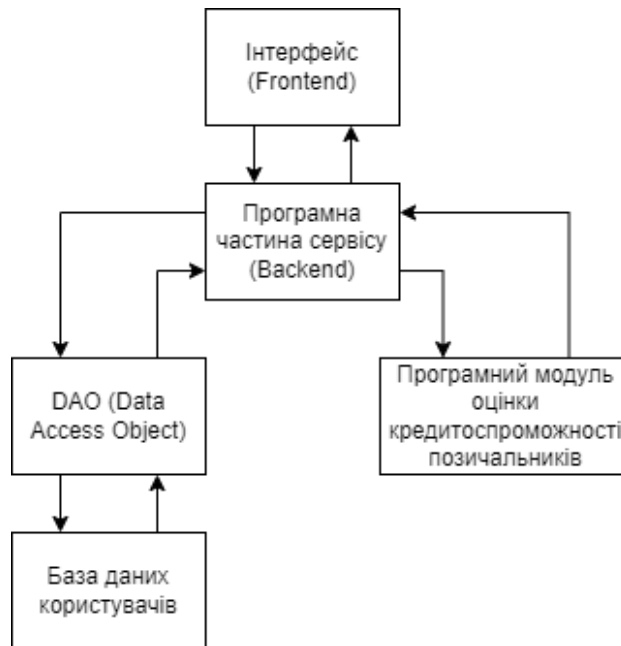 Інтерфейс
(Frontend)
Програмна
частина сервісу
(Backend)
DAO (Data
Access Object)
Програмний модуль
оцінки
кредитоспроможності
позичальників
База даних
користувачів